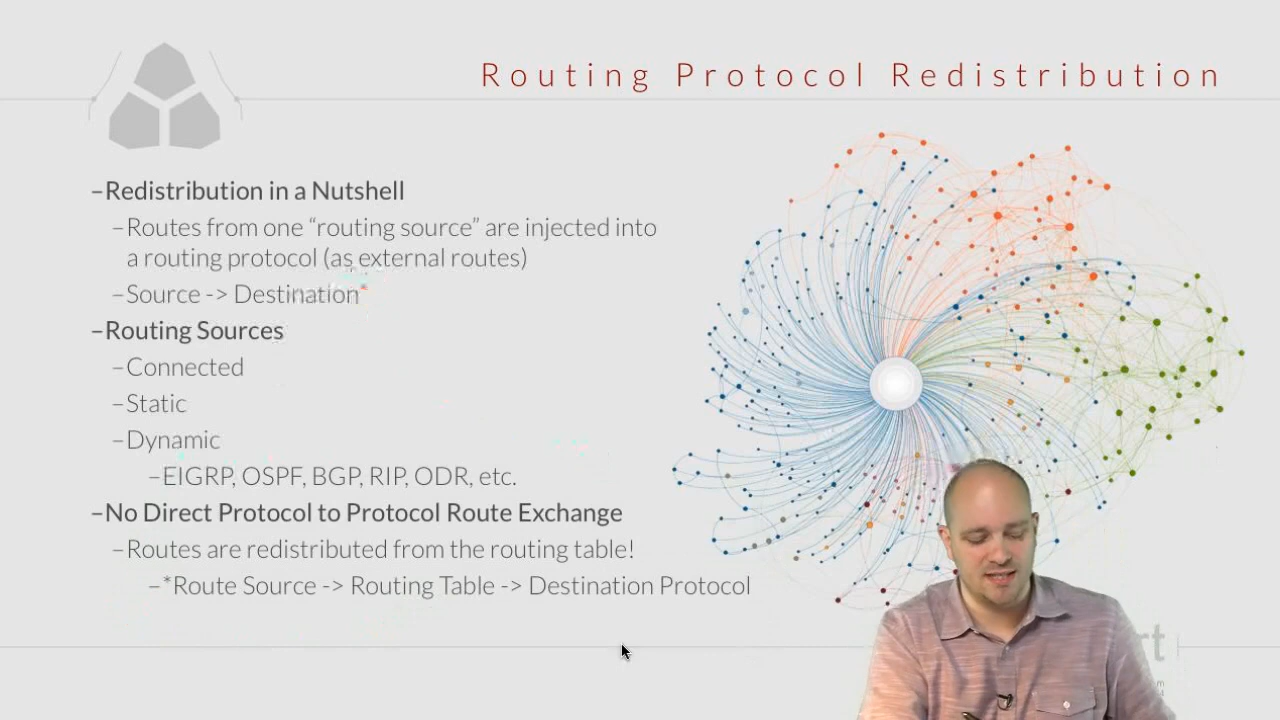 Routing Protocol Redistribution
–Redistribution in a Nutshell
–Routes from one “routing source” are injected into
a routing protocol (as external routes)
–Source -> Destination*
–Routing Sources
–Connected
–Static
–Dynamic
–EIGRP, OSPF, BGP, RIP, ODR, etc.
–No Direct Protocol to Protocol Route Exchange
–Routes are redistributed from the routing table!
–*Route Source -> Routing Table -> Destination Protocol